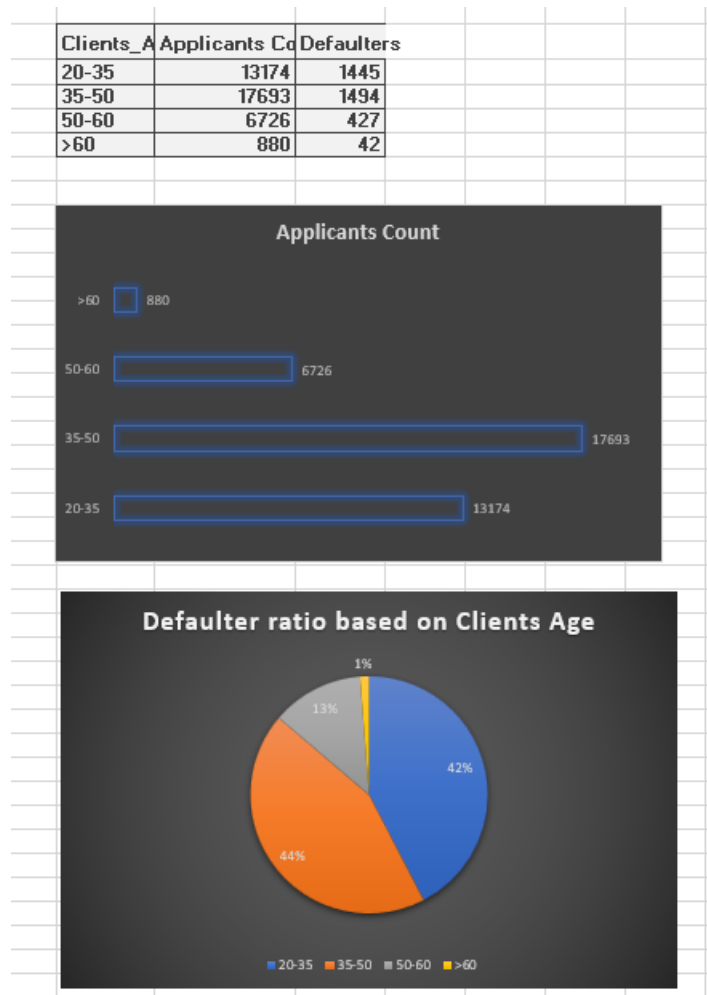 Clients_A Applicants Co Defaulters
20-35 13174 1445
35-50 17693 1494
50-60 6726 427
>60 880 42
Applicants Count
>60 880
50-60 6726
35-50 17693
20-35 13174
Defaulter ratio based on Clients Age
1%
13%
42%
44%
20-35 35-50 50-60 >60